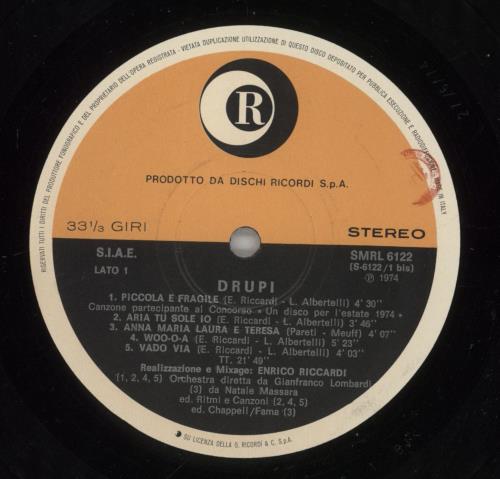 RISERVATI TUTTI I DIRITTI DEL PRODUTTORE FONOGRAFICO E DEL PROPRIETARIO DELL'OPERA REGISTRATA - VIETATA DUPLICAZIONE UTILIZZAZIONE DI QUESTO DISCO DEPOSITATO PER PUBBLICA ESECUZIONE E RADIODIFFUSIONE MADE IN ITALY
R
PRODOTTO DA DISCHI RICORDI S.p.A.
33 1/3 GIRI
STEREO
S.I.A.E.
SMRL 6122
LATO 1
(S-6122/1 bis)
Ⓟ 1974
DRUPI
1. PICCOLA E FRAGILE (E. Riccardi - L. Albertelli) 4' 30"
Canzone partecipante al Concorso « Un disco per l'estate 1974 »
2. ARIA TU SOLE IO (E. Riccardi - L. Albertelli) 3' 46"
3. ANNA MARIA LAURA E TERESA (Pareti - Meuff) 4' 07"
4. WOO-O-A (E. Riccardi - L. Albertelli) 5' 23"
5. VADO VIA (E. Riccardi - L. Albertelli) 4' 03"
TT. 21' 49"
Realizzazione e Mixage: ENRICO RICCARDI
(1, 2, 4, 5) Orchestra diretta da Gianfranco Lombardi
(3) da Natale Massara
ed. Ritmi e Canzoni (2, 4, 5)
ed. Chappell/Fama (3)
SU LICENZA DELLA G. RICORDI & C. S.p.A.